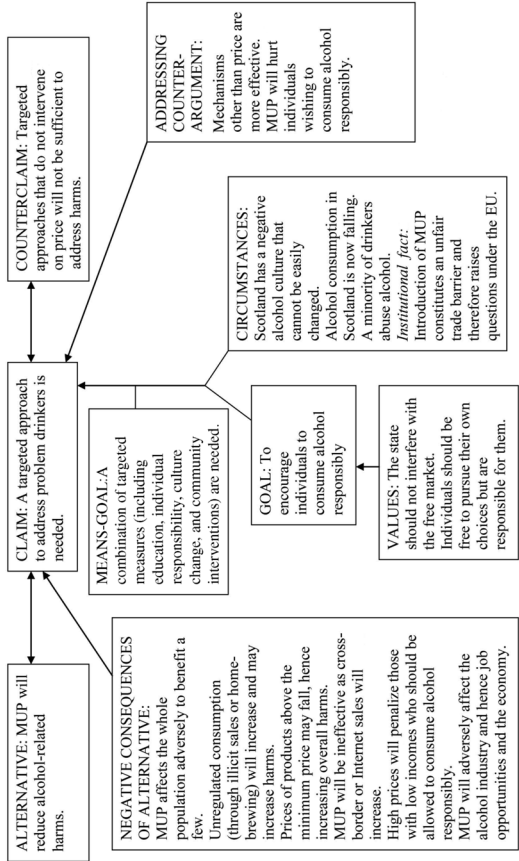 ALTERNATIVE: MUP will
reduce alcohol-related
harms.
CLAIM: A targeted approach
to address problem drinkers is
needed.
COUNTERCLAIM: Targeted
approaches that do not intervene
on price will not be sufficient to
address harms.
NEGATIVE CONSEQUENCES
OF ALTERNATIVE:
MUP affects the whole
population adversely to benefit a
few.
Unregulated consumption
(through illicit sales or home-
brewing) will increase and may
increase harms.
Prices of products above the
minimum price may fall, hence
increasing overall harms.
MUP will be ineffective as cross-
border or Internet sales will
increase.
High prices will penalize those
with low incomes who should be
allowed to consume alcohol
responsibly.
MUP will adversely affect the
alcohol industry and hence job
opportunities and the economy.
MEANS-GOAL:A
combination of targeted
measures (including
education, individual
responsibility, culture
change, and community
interventions) are needed.
GOAL: To
encourage
individuals to
consume alcohol
responsibly
VALUES: The state
should not interfere with
the free market.
Individuals should be
free to pursue their own
choices but are
responsible for them.
CIRCUMSTANCES:
Scotland has a negative
alcohol culture that
cannot be easily
changed.
Alcohol consumption in
Scotland is now falling.
A minority of drinkers
abuse alcohol.
Institutional fact:
Introduction of MUP
constitutes an unfair
trade barrier and
therefore raises
questions under the EU.
ADDRESSING
COUNTER-
ARGUMENT:
Mechanisms
other than price are
more effective.
MUP will hurt
individuals
wishing to
consume alcohol
responsibly.